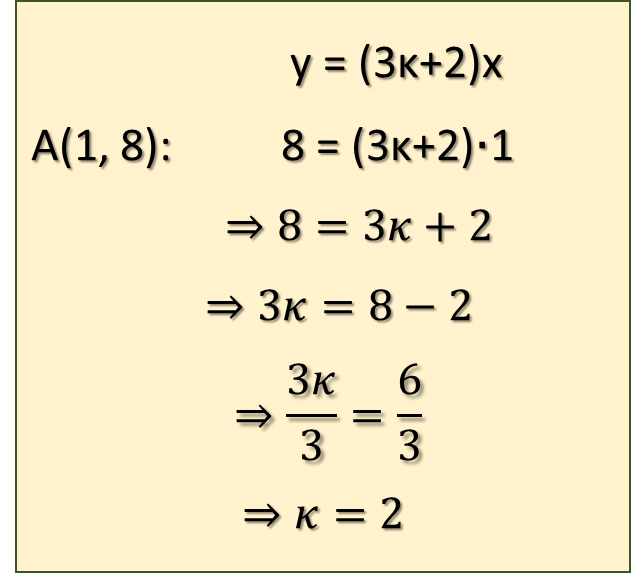 y = (3κ+2)x
A(1, 8): 8 = (3κ+2)·1
⇒ 8 = 3κ + 2
⇒ 3κ = 8 − 2
⇒ 3κ/3 = 6/3
⇒ κ = 2